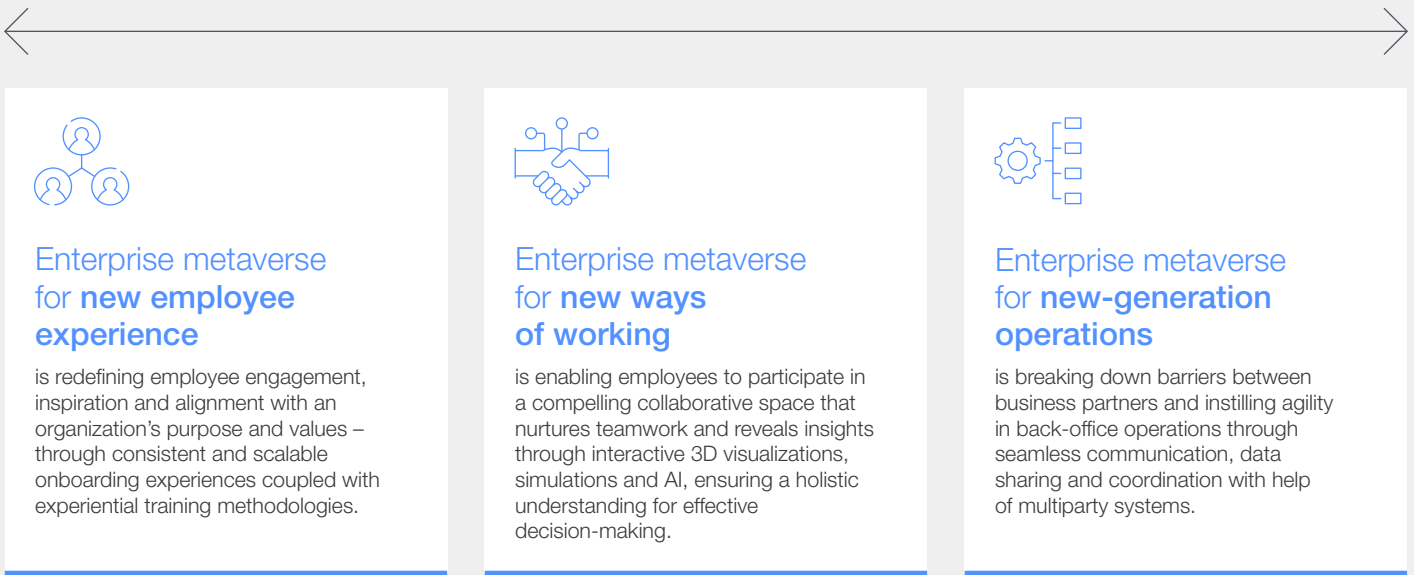 Enterprise metaverse
for new employee
experience
is redefining employee engagement,
inspiration and alignment with an
organization’s purpose and values –
through consistent and scalable
onboarding experiences coupled with
experiential training methodologies.
Enterprise metaverse
for new ways
of working
is enabling employees to participate in
a compelling collaborative space that
nurtures teamwork and reveals insights
through interactive 3D visualizations,
simulations and AI, ensuring a holistic
understanding for effective
decision-making.
Enterprise metaverse
for new-generation
operations
is breaking down barriers between
business partners and instilling agility
in back-office operations through
seamless communication, data
sharing and coordination with help
of multiparty systems.